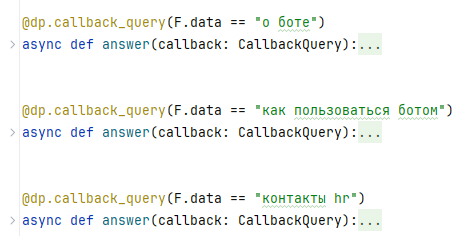 @dp.callback_query(F.data == "о боте")
async def answer(callback: CallbackQuery):...
@dp.callback_query(F.data == "как пользоваться ботом")
async def answer(callback: CallbackQuery):...
@dp.callback_query(F.data == "контакты hr")
async def answer(callback: CallbackQuery):...